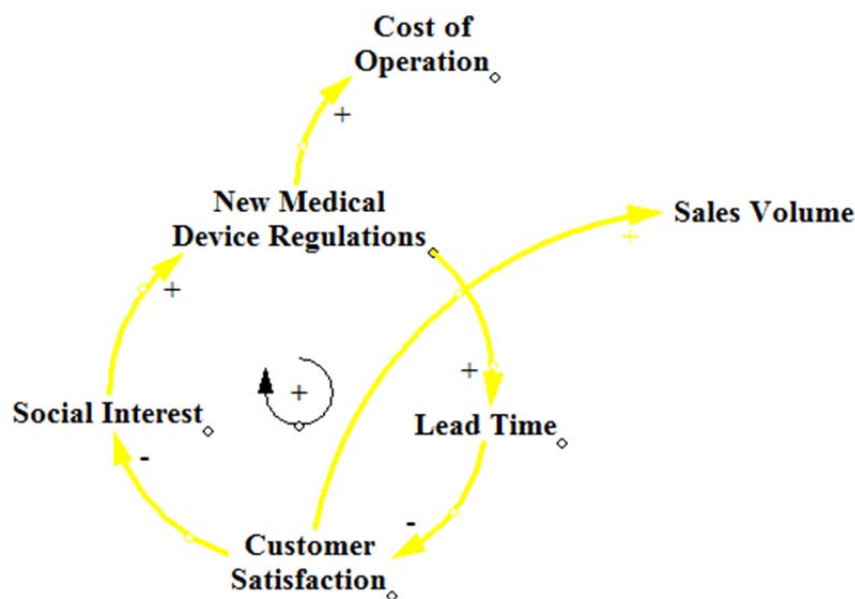 Cost of
Operation
+
New Medical
Device Regulations
Sales Volume
+
+
+
+
Social Interest
Lead Time
-
-
Customer
Satisfaction